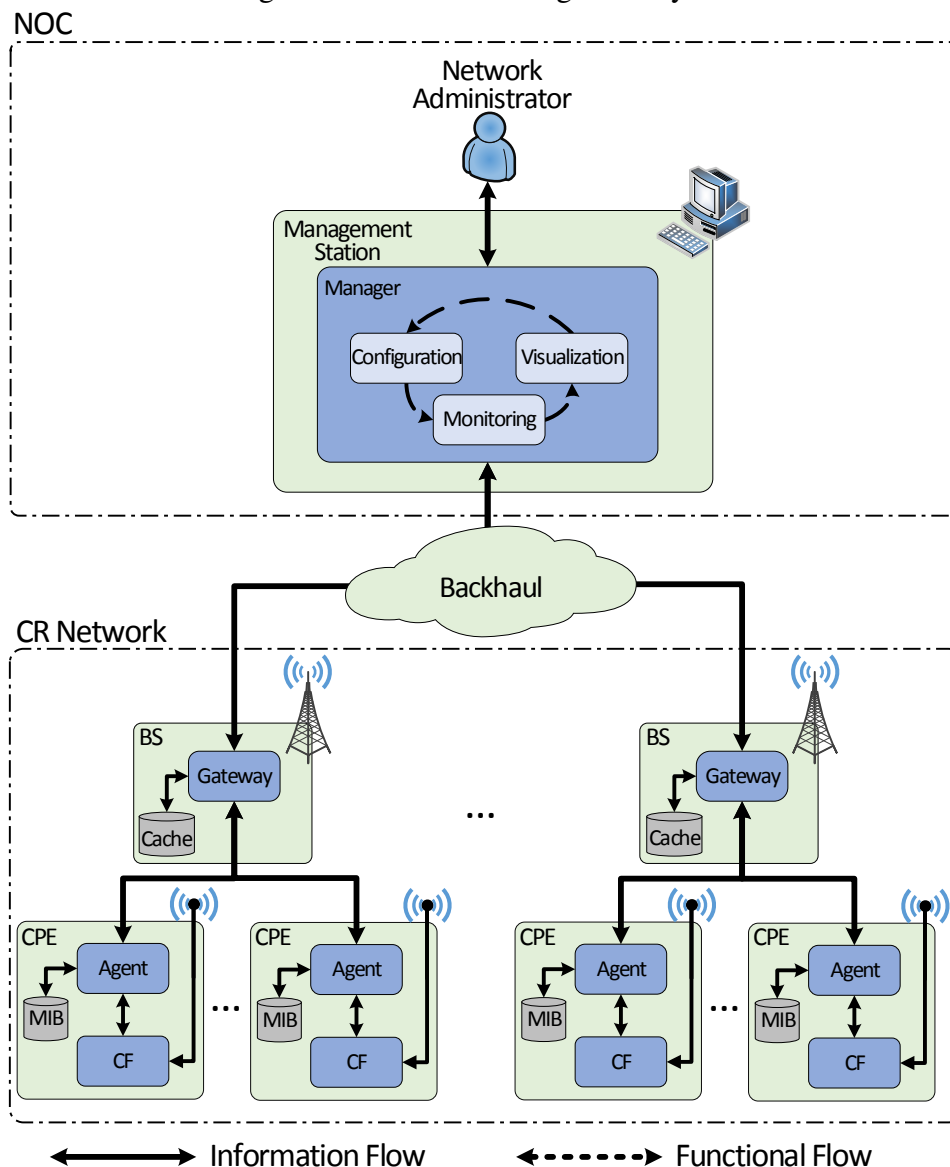 NOC
Network
Administrator
Management
Station
Manager
Configuration
Visualization
Monitoring
Backhaul
CR Network
BS
Gateway
Cache
...
BS
Gateway
Cache
CPE
Agent
MIB
CF
...
CPE
Agent
MIB
CF
CPE
Agent
MIB
CF
...
CPE
Agent
MIB
CF
Information Flow
Functional Flow